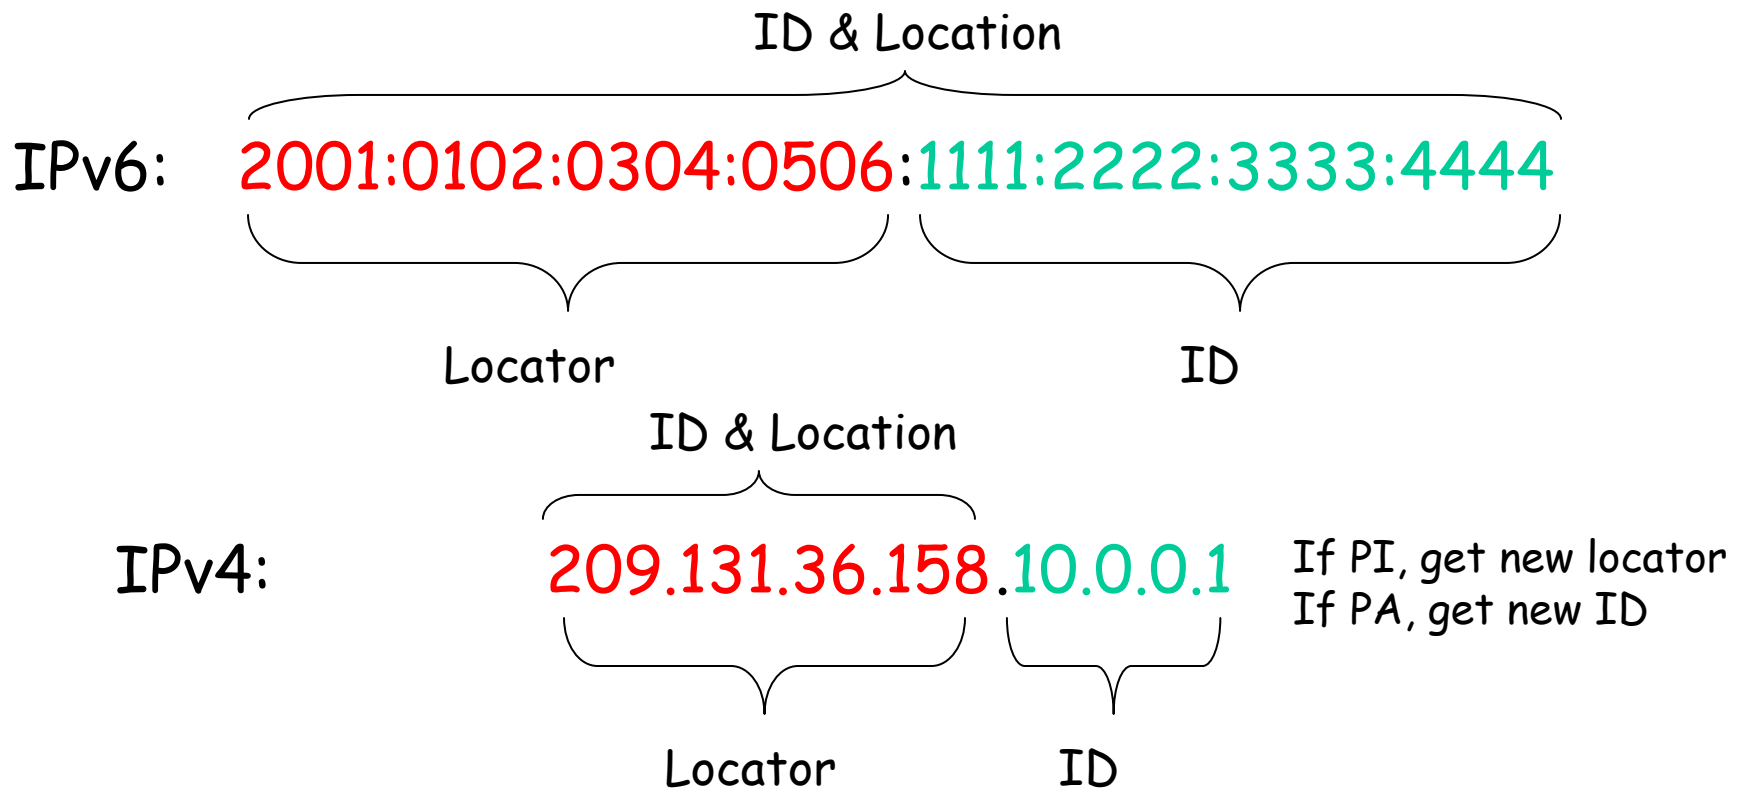 ID & Location
IPv6: 2001:0102:0304:0506:1111:2222:3333:4444
Locator
ID
ID & Location
IPv4: 209.131.36.158.10.0.0.1
If PI, get new locator
If PA, get new ID
Locator
ID